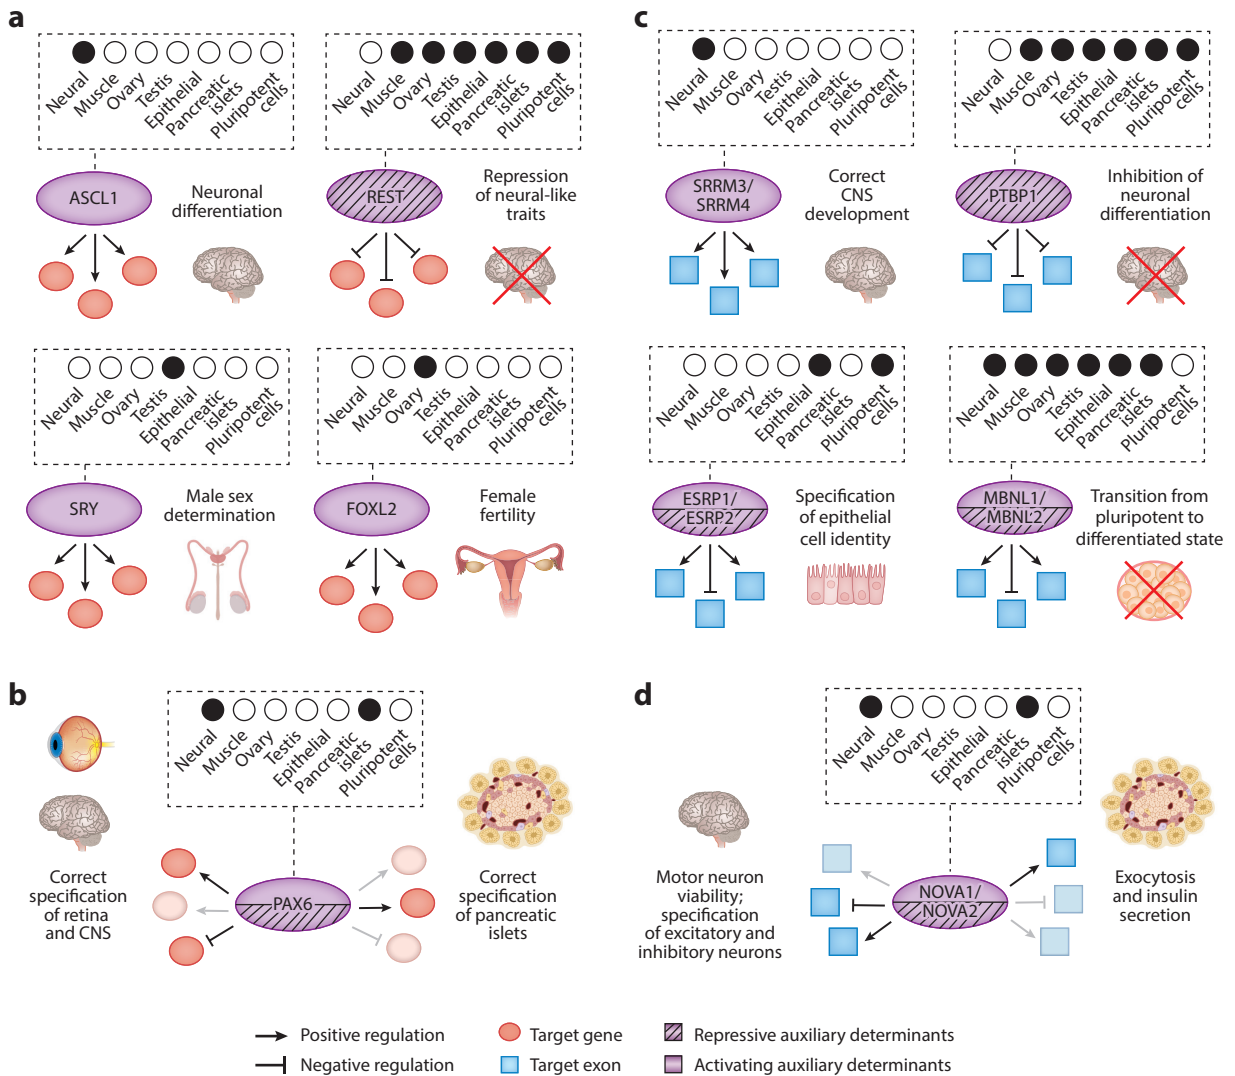 a
Neural
Muscle
Ovary
Testis
Epithelial
Pancreatic
islets
Pluripotent
cells
ASCL1
Neuronal
differentiation
Neural
Muscle
Ovary
Testis
Epithelial
Pancreatic
islets
Pluripotent
cells
REST
Repression
of neural-like
traits
Neural
Muscle
Ovary
Testis
Epithelial
Pancreatic
islets
Pluripotent
cells
SRY
Male sex
determination
Neural
Muscle
Ovary
Testis
Epithelial
Pancreatic
islets
Pluripotent
cells
FOXL2
Female
fertility
c
Neural
Muscle
Ovary
Testis
Epithelial
Pancreatic
islets
Pluripotent
cells
SRRM3/
SRRM4
Correct
CNS
development
Neural
Muscle
Ovary
Testis
Epithelial
Pancreatic
islets
Pluripotent
cells
PTBP1
Inhibition of
neuronal
differentiation
Neural
Muscle
Ovary
Testis
Epithelial
Pancreatic
islets
Pluripotent
cells
ESRP1/
ESRP2
Specification
of epithelial
cell identity
Neural
Muscle
Ovary
Testis
Epithelial
Pancreatic
islets
Pluripotent
cells
MBNL1/
MBNL2
Transition from
pluripotent to
differentiated state
b
Neural
Muscle
Ovary
Testis
Epithelial
Pancreatic
islets
Pluripotent
cells
Correct
specification
of retina
and CNS
PAX6
Correct
specification
of pancreatic
islets
d
Neural
Muscle
Ovary
Testis
Epithelial
Pancreatic
islets
Pluripotent
cells
Motor neuron
viability;
specification
of excitatory and
inhibitory neurons
NOVA1/
NOVA2
Exocytosis
and insulin
secretion
Positive regulation
Negative regulation
Target gene
Target exon
Repressive auxiliary determinants
Activating auxiliary determinants